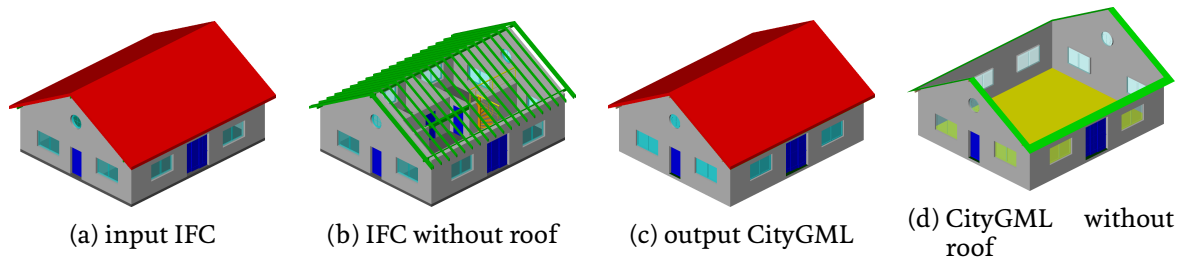 (a) input IFC
(b) IFC without roof
(c) output CityGML
(d) CityGML without
roof